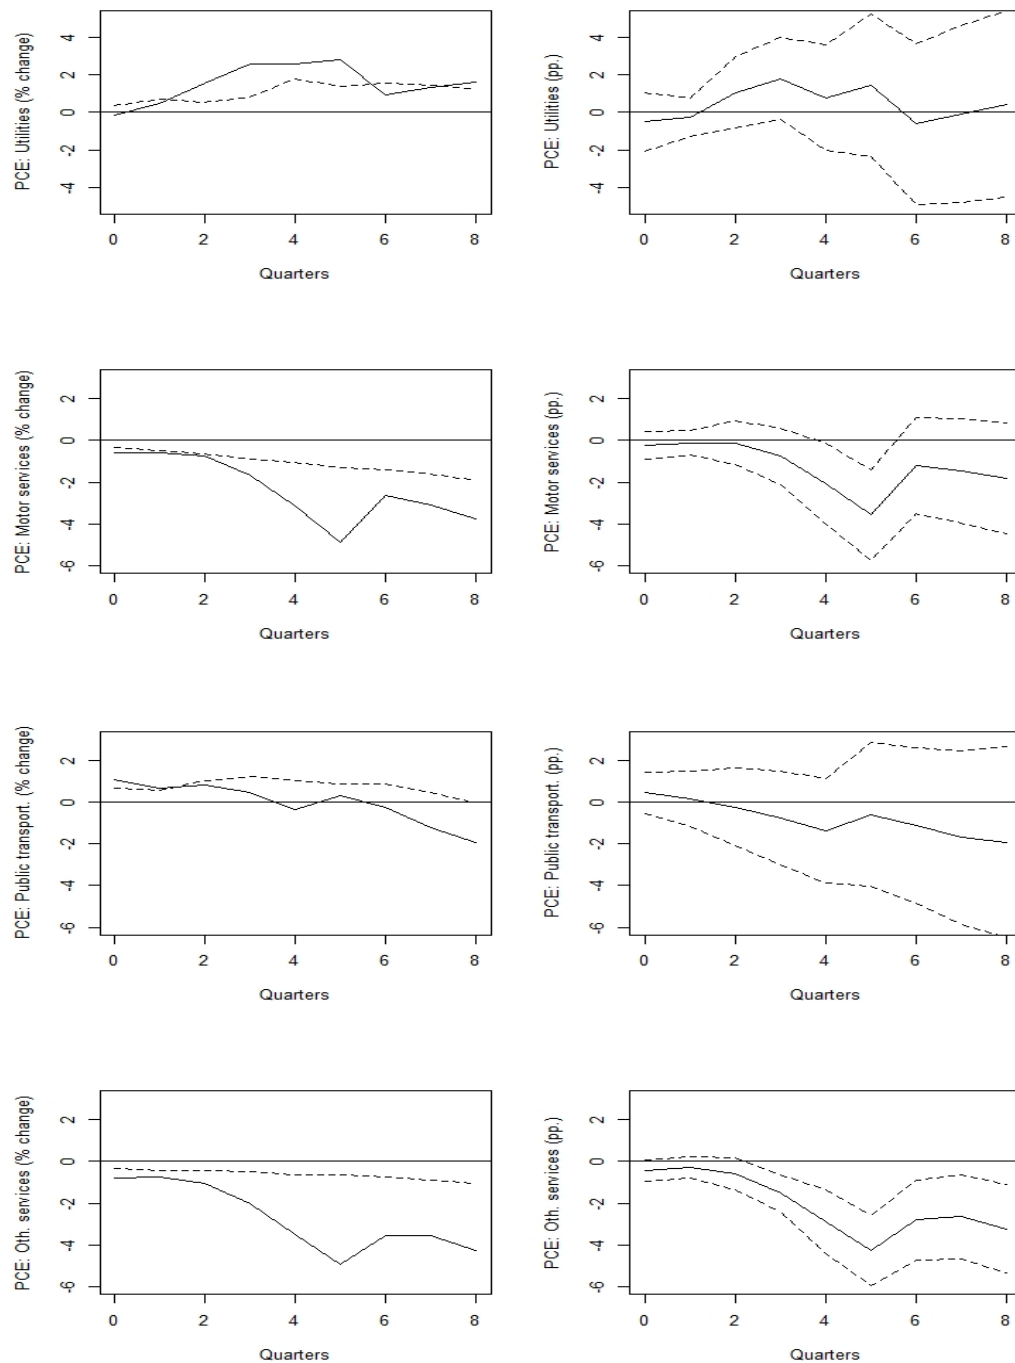 PCE: Utilities (% change)
4
2
0
-2
-4
0 2 4 6 8
Quarters
PCE: Utilities (pp.)
4
2
0
-2
-4
0 2 4 6 8
Quarters
PCE: Motor services (% change)
2
0
-2
-4
-6
0 2 4 6 8
Quarters
PCE: Motor services (pp.)
2
0
-2
-4
-6
0 2 4 6 8
Quarters
PCE: Public transport. (% change)
2
0
-2
-4
-6
0 2 4 6 8
Quarters
PCE: Public transport. (pp.)
2
0
-2
-4
-6
0 2 4 6 8
Quarters
PCE: Oth. services (% change)
2
0
-2
-4
-6
0 2 4 6 8
Quarters
PCE: Oth. services (pp.)
2
0
-2
-4
-6
0 2 4 6 8
Quarters